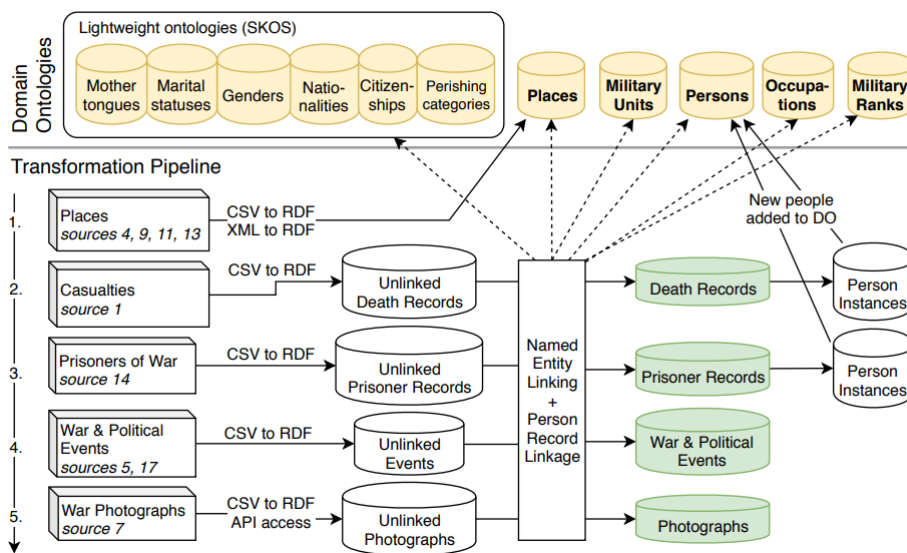 Domain
Ontologies
Lightweight ontologies (SKOS)
Mother
tongues
Marital
statuses
Genders
Natio-
nalities
Citizen-
ships
Perishing
categories
Places
Military
Units
Persons
Occupa-
tions
Military
Ranks
Transformation Pipeline
1.
Places
sources 4, 9, 11, 13
CSV to RDF
XML to RDF
New people
added to DO
2.
Casualties
source 1
CSV to RDF
Unlinked
Death Records
Named
Entity
Linking
+
Person
Record
Linkage
Death Records
Person
Instances
3.
Prisoners of War
source 14
CSV to RDF
Unlinked
Prisoner Records
Prisoner Records
Person
Instances
4.
War & Political
Events
sources 5, 17
CSV to RDF
Unlinked
Events
War & Political
Events
5.
War Photographs
source 7
CSV to RDF
API access
Unlinked
Photographs
Photographs